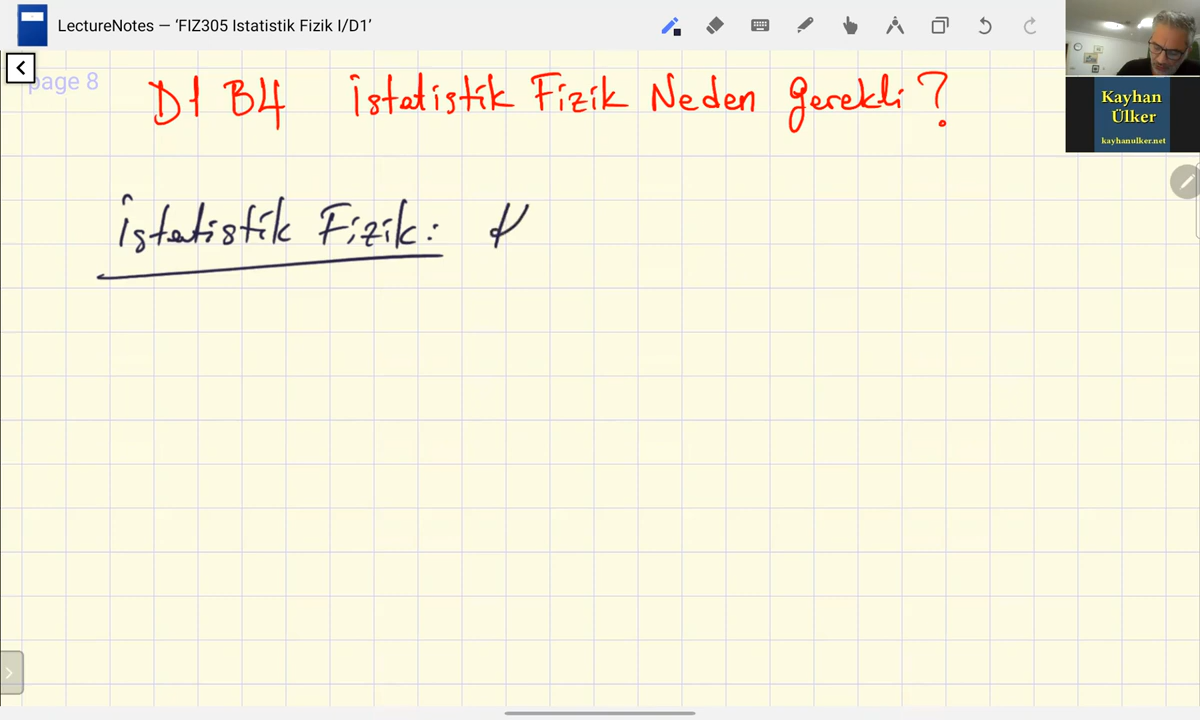 LectureNotes — ‘FIZ305 Istatistik Fizik I/D1’
page 8
D1 B4 İstatistik Fizik Neden Gerekli?
Kayhan
Ülker
kayhanulker.net
İstatistik Fizik: